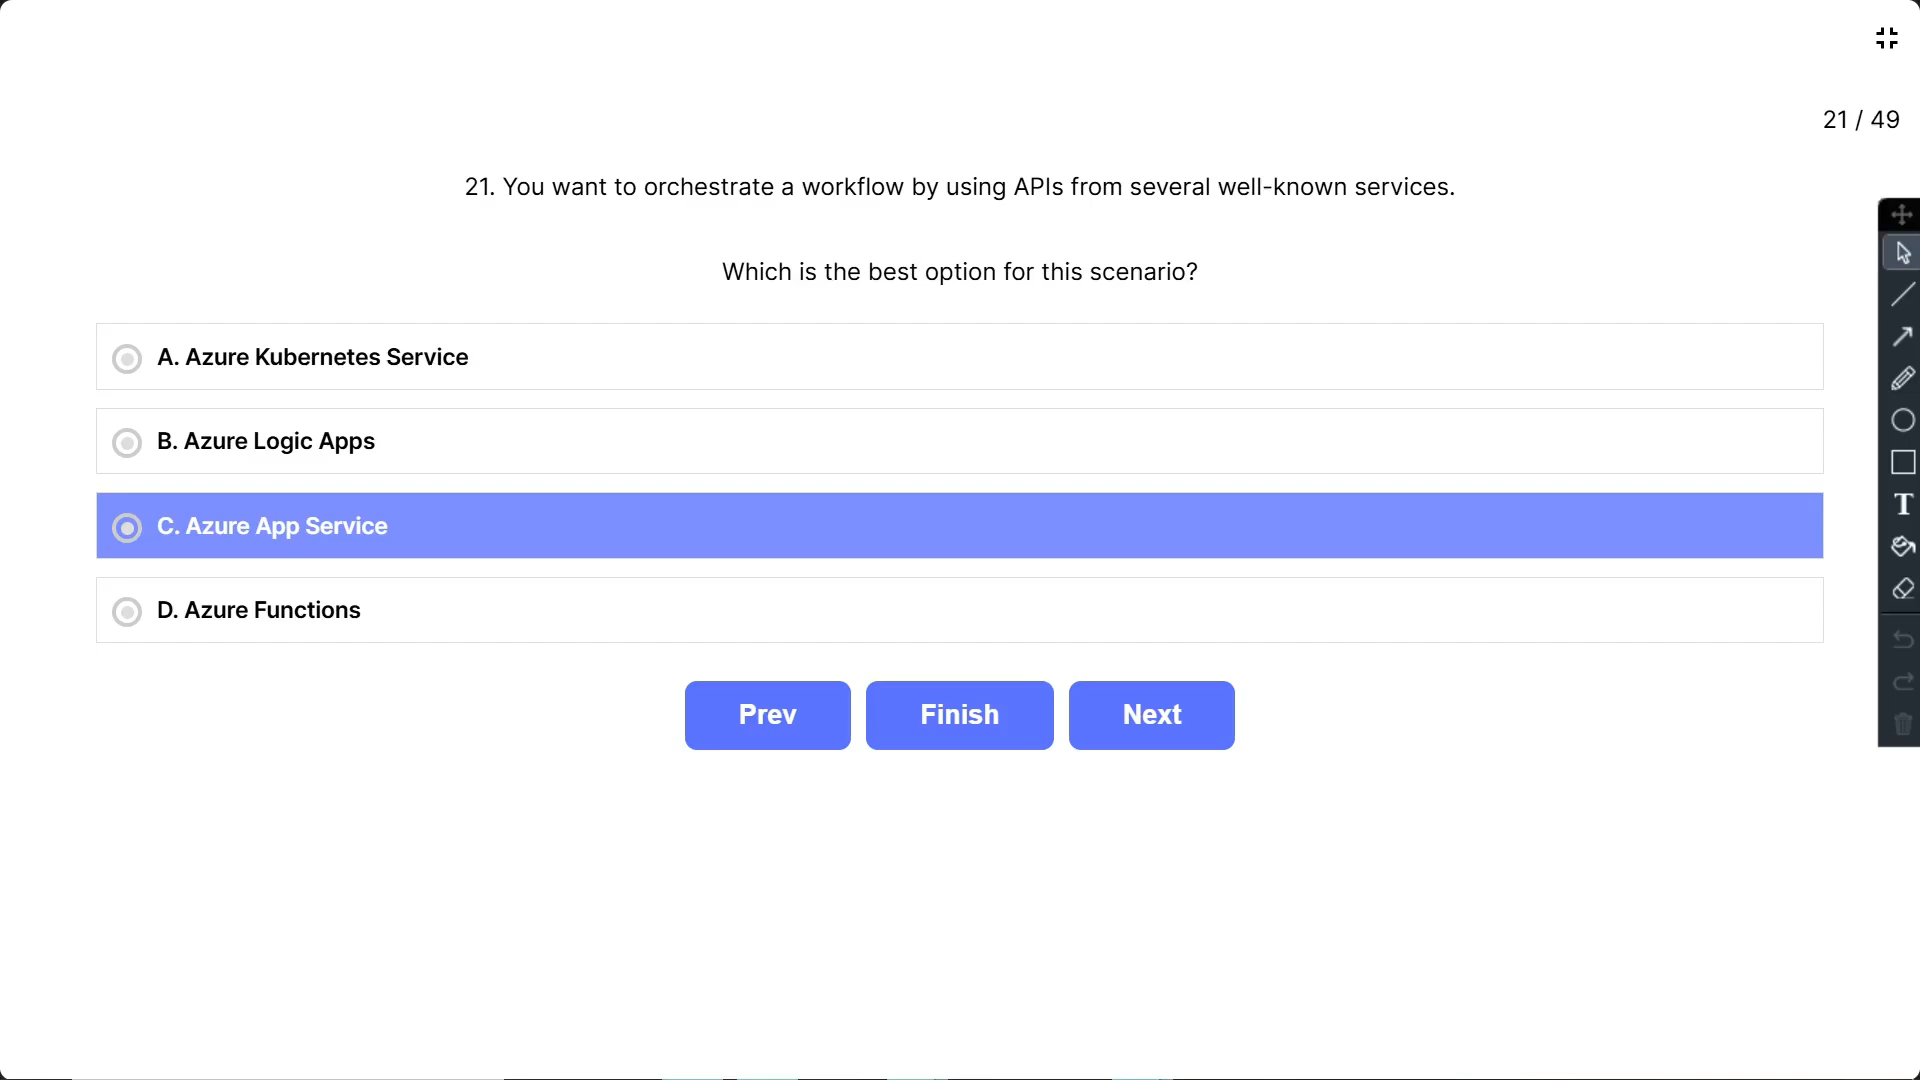 21 / 49
21. You want to orchestrate a workflow by using APIs from several well-known services.
Which is the best option for this scenario?
A. Azure Kubernetes Service
B. Azure Logic Apps
C. Azure App Service
D. Azure Functions
Prev Finish Next
T